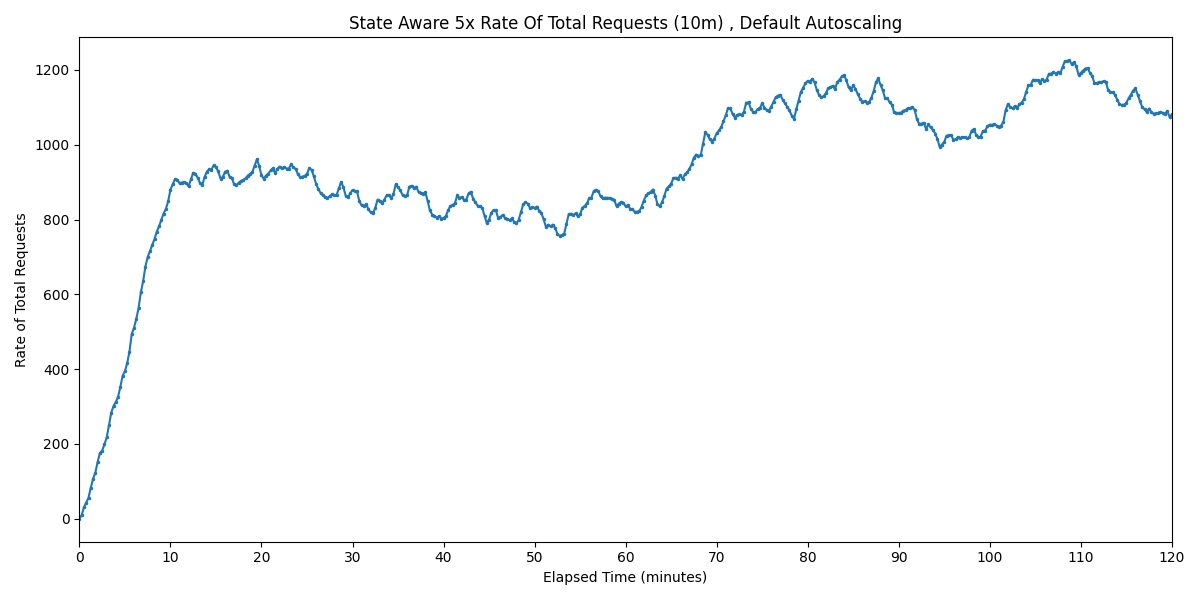 State Aware 5x Rate Of Total Requests (10m) , Default Autoscaling
Rate of Total Requests
1200
1000
800
600
400
200
0
0 10 20 30 40 50 60 70 80 90 100 110 120
Elapsed Time (minutes)